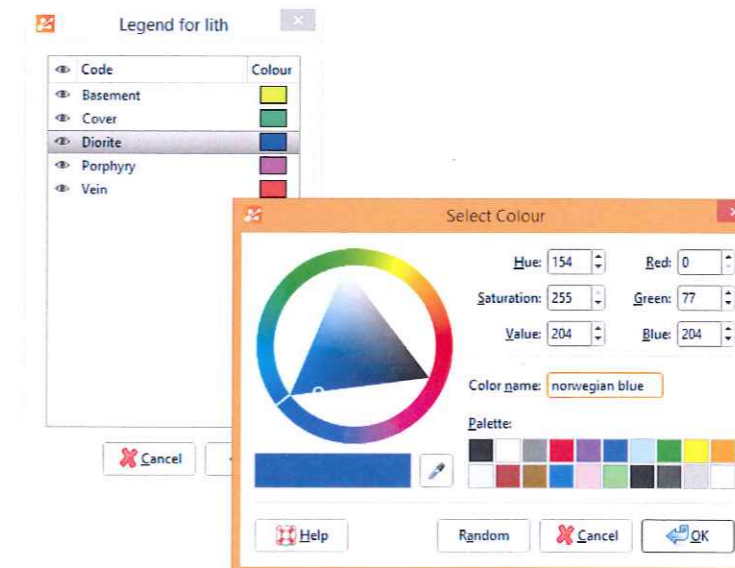 Legend for lith
Code Colour
Basement
Cover
Diorite
Porphyry
Vein
Cancel
Select Colour
Hue: 154 Red: 0
Saturation: 255 Green: 77
Value: 204 Blue: 204
Color name: norwegian blue
Palette:
Help Random Cancel OK